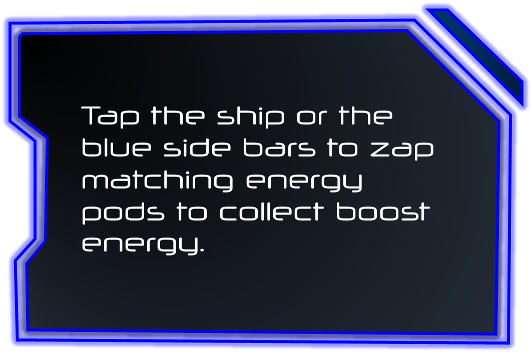 Tap the ship or the
blue side bars to zap
matching energy
pods to collect boost
energy.